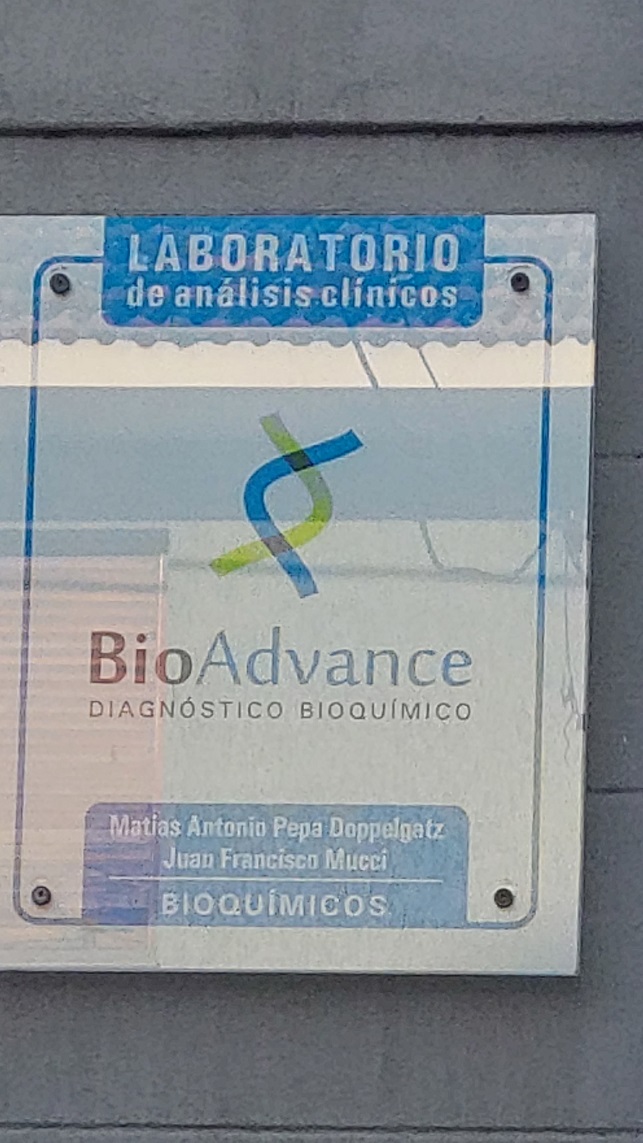 LABORATORIO
de análisis clínicos
BioAdvance
DIAGNÓSTICO BIOQUÍMICO
Matias Antonio Pepa Doppelgatz
Juan Francisco Mucci
BIOQUÍMICOS